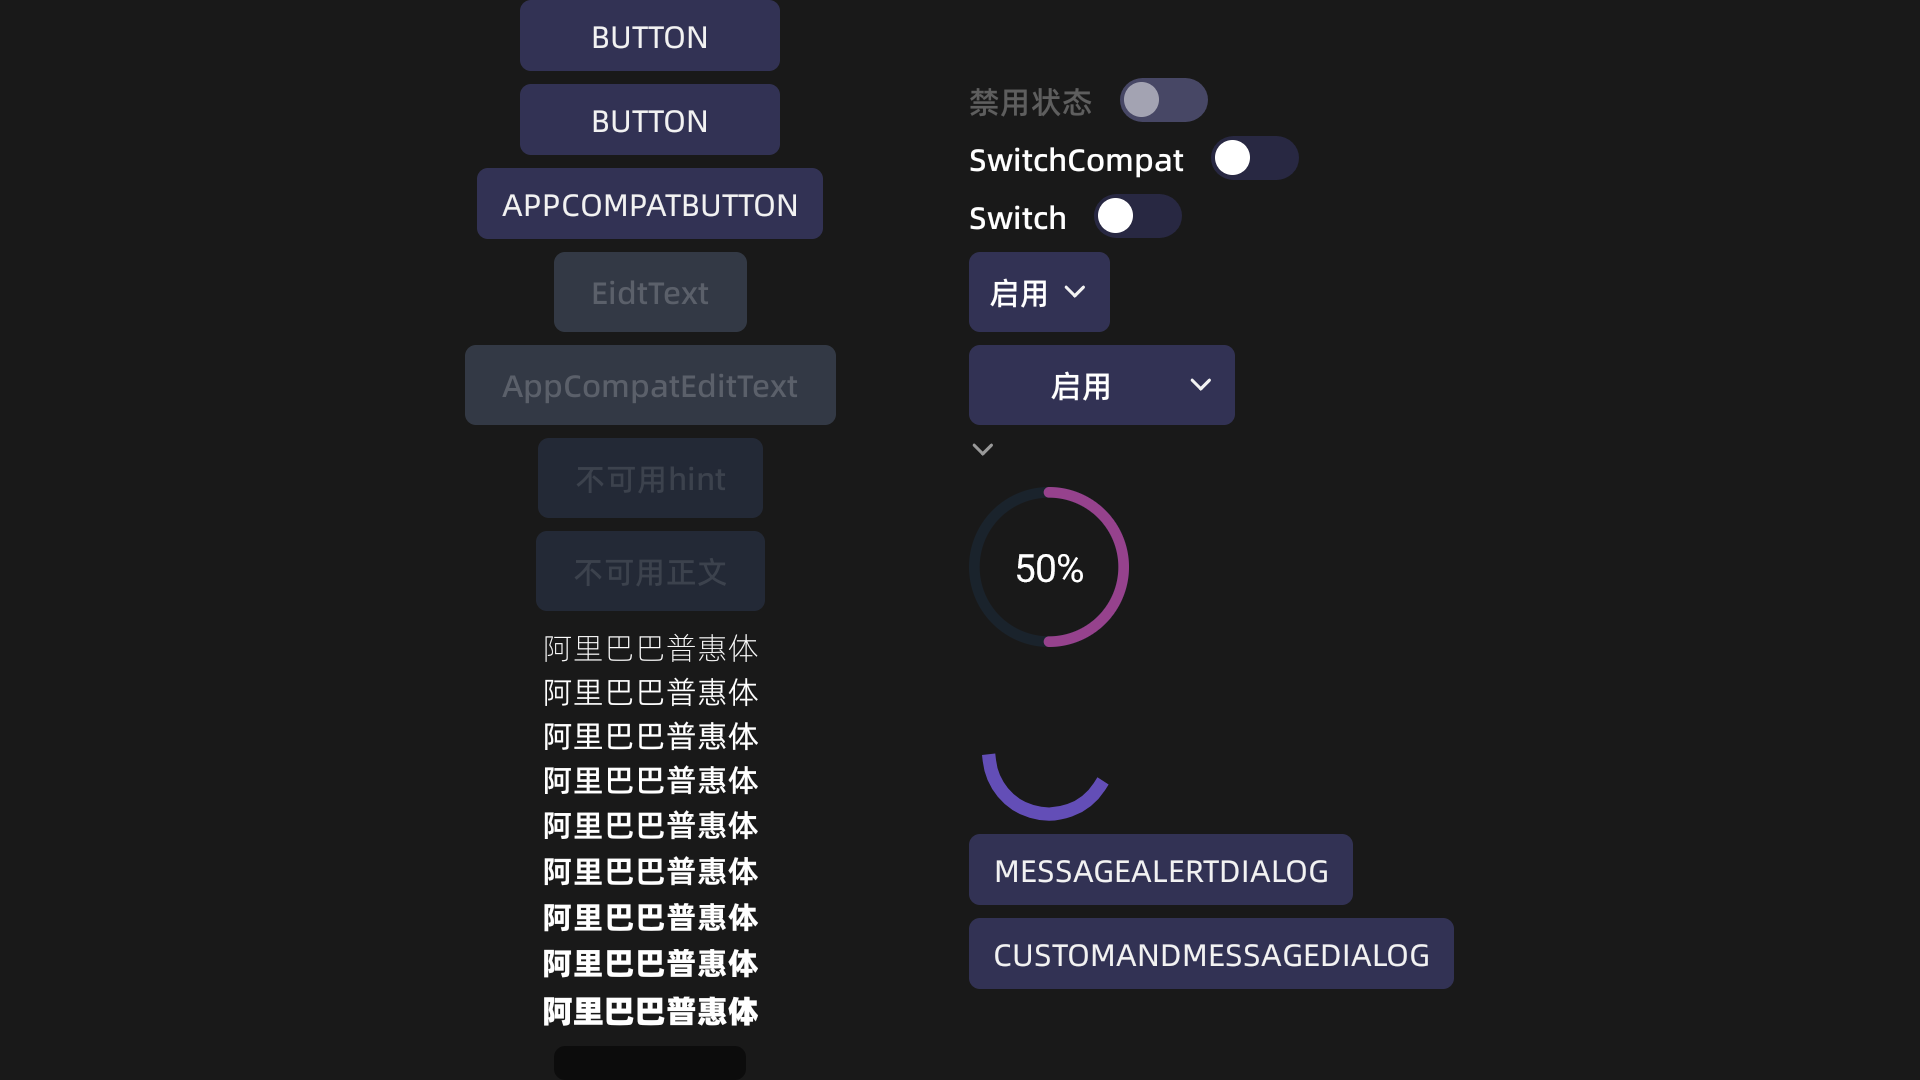 BUTTON
BUTTON
APPCOMPATBUTTON
EidtText
AppCompatEditText
不可用hint
不可用正文
阿里巴巴普惠体
阿里巴巴普惠体
阿里巴巴普惠体
阿里巴巴普惠体
阿里巴巴普惠体
阿里巴巴普惠体
阿里巴巴普惠体
阿里巴巴普惠体
阿里巴巴普惠体
禁用状态
SwitchCompat
Switch
启用
启用
50%
MESSAGEALERTDIALOG
CUSTOMANDMESSAGEDIALOG